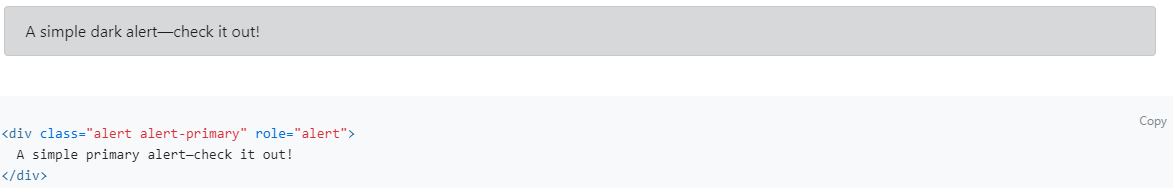 A simple dark alert—check it out!
Copy
<div class="alert alert-primary" role="alert">
  A simple primary alert—check it out!
</div>